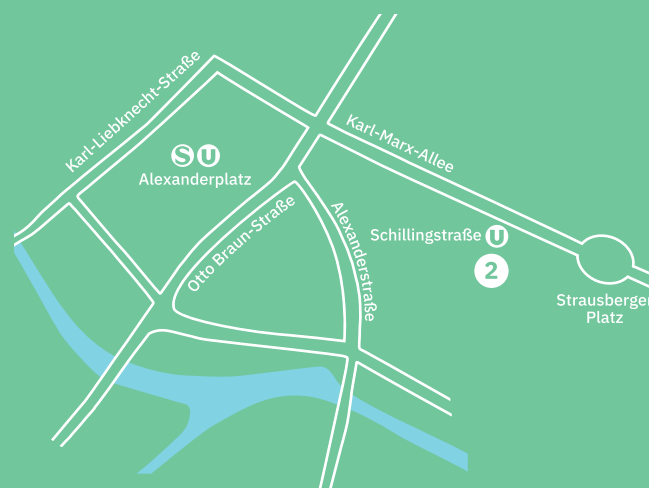 Karl-Liebknecht-Straße
Karl-Marx-Allee
S U
Alexanderplatz
Otto Braun-Straße
Alexanderstraße
Schillingstraße U
2
Strausberger
Platz